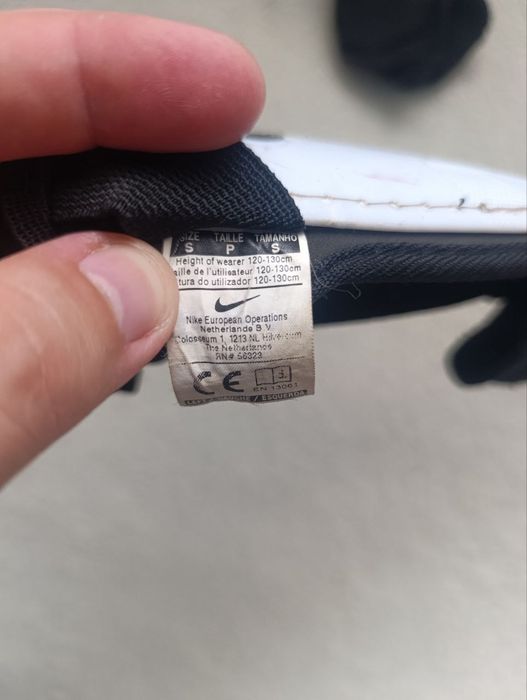 SIZE TAILLE TAMANHO
S P S
Height of wearer 120-130cm
aille de l'utilisateur 120-130cm
tura do utilizador 120-130cm
Nike European Operations
Netherlands B.V.
Colosseum 1, 1213 NL Hilversum
The Netherlands
RN# 56323
CE EN 13061
LEFT / GAUCHE / ESQUERDA